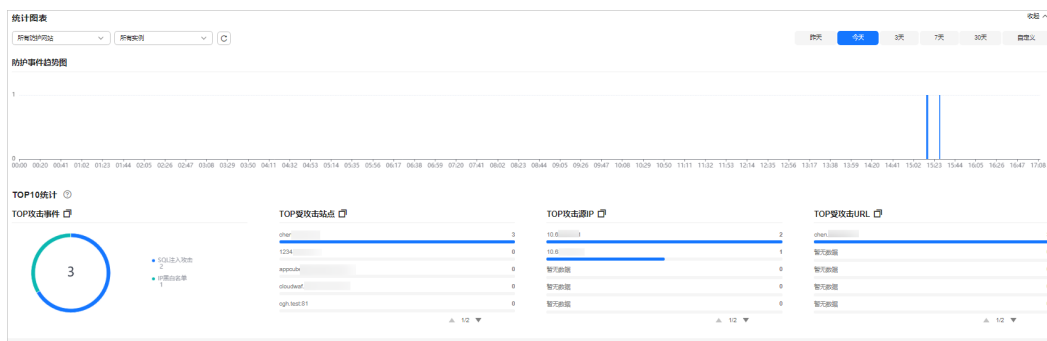 统计图表 收起
所有防护网站 所有实例 昨天 今天 3天 7天 30天 自定义
防护事件趋势图
1
0
00:00 00:20 00:41 01:02 01:23 01:44 02:05 02:26 02:47 03:08 03:29 03:50 04:11 04:32 04:53 05:14 05:35 05:56 06:17 06:38 06:59 07:20 07:41 08:02 08:23 08:44 09:05 09:26 09:47 10:08 10:29 10:50 11:11 11:32 11:53 12:14 12:35 12:56 13:17 13:38 13:59 14:20 14:41 15:02 15:23 15:44 16:05 16:26 16:47 17:08
TOP10统计
TOP攻击事件 TOP受攻击站点 TOP攻击源IP TOP受攻击URL
3
SQL注入攻击
2
IP黑白名单
1
cher 3
1234 0
appcube 0
cloudwaf. 0
cgh.test:81 0
1/2
10.6 2
10.6 1
暂无数据 0
暂无数据 0
暂无数据 0
1/2
chen.
暂无数据
暂无数据
暂无数据
暂无数据
1/2